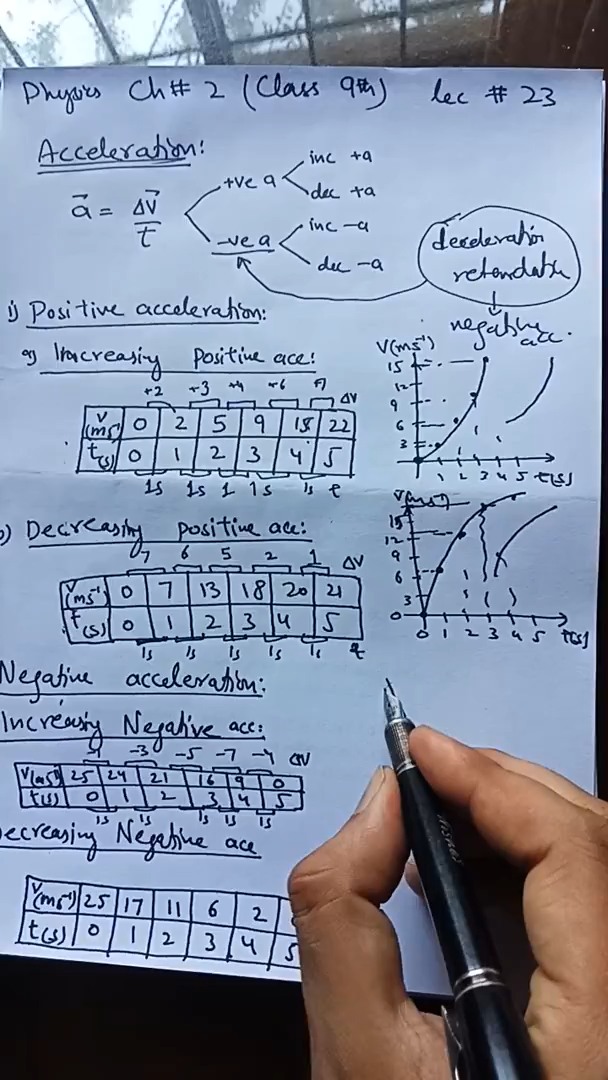 Physics Ch # 2 (Class 9th) lec # 23
Acceleration:
a = ΔV/t
+ve a
inc +a
dec +a
-ve a
inc -a
dec -a
deceleration
retardation
negative
acc.
i) Positive acceleration:
a) Increasing positive acc:
+2 +3 +4 +6 +7 ΔV
V(ms⁻¹) 0 2 5 9 15 22
t(s) 0 1 2 3 4 5
1s 1s 1 1s 1s t
V(ms⁻¹)
15
12
9
6
3
1 2 3 4 5 t(s)
b) Decreasing positive acc:
7 6 5 2 1 ΔV
V(ms⁻¹) 0 7 13 18 20 21
t(s) 0 1 2 3 4 5
1s 1s 1s 1s 1s t
V(ms⁻¹)
15
12
9
6
3
0
0 1 2 3 4 5 t(s)
Negative acceleration:
Increasing Negative acc:
-1 -3 -5 -7 ΔV
V(ms⁻¹) 25 24 21 16 9 0
t(s) 0 1 2 3 4 5
1s 1s 1s 1s 1s
Decreasing Negative acc
V(ms⁻¹) 25 17 11 6 2
t(s) 0 1 2 3 4 5